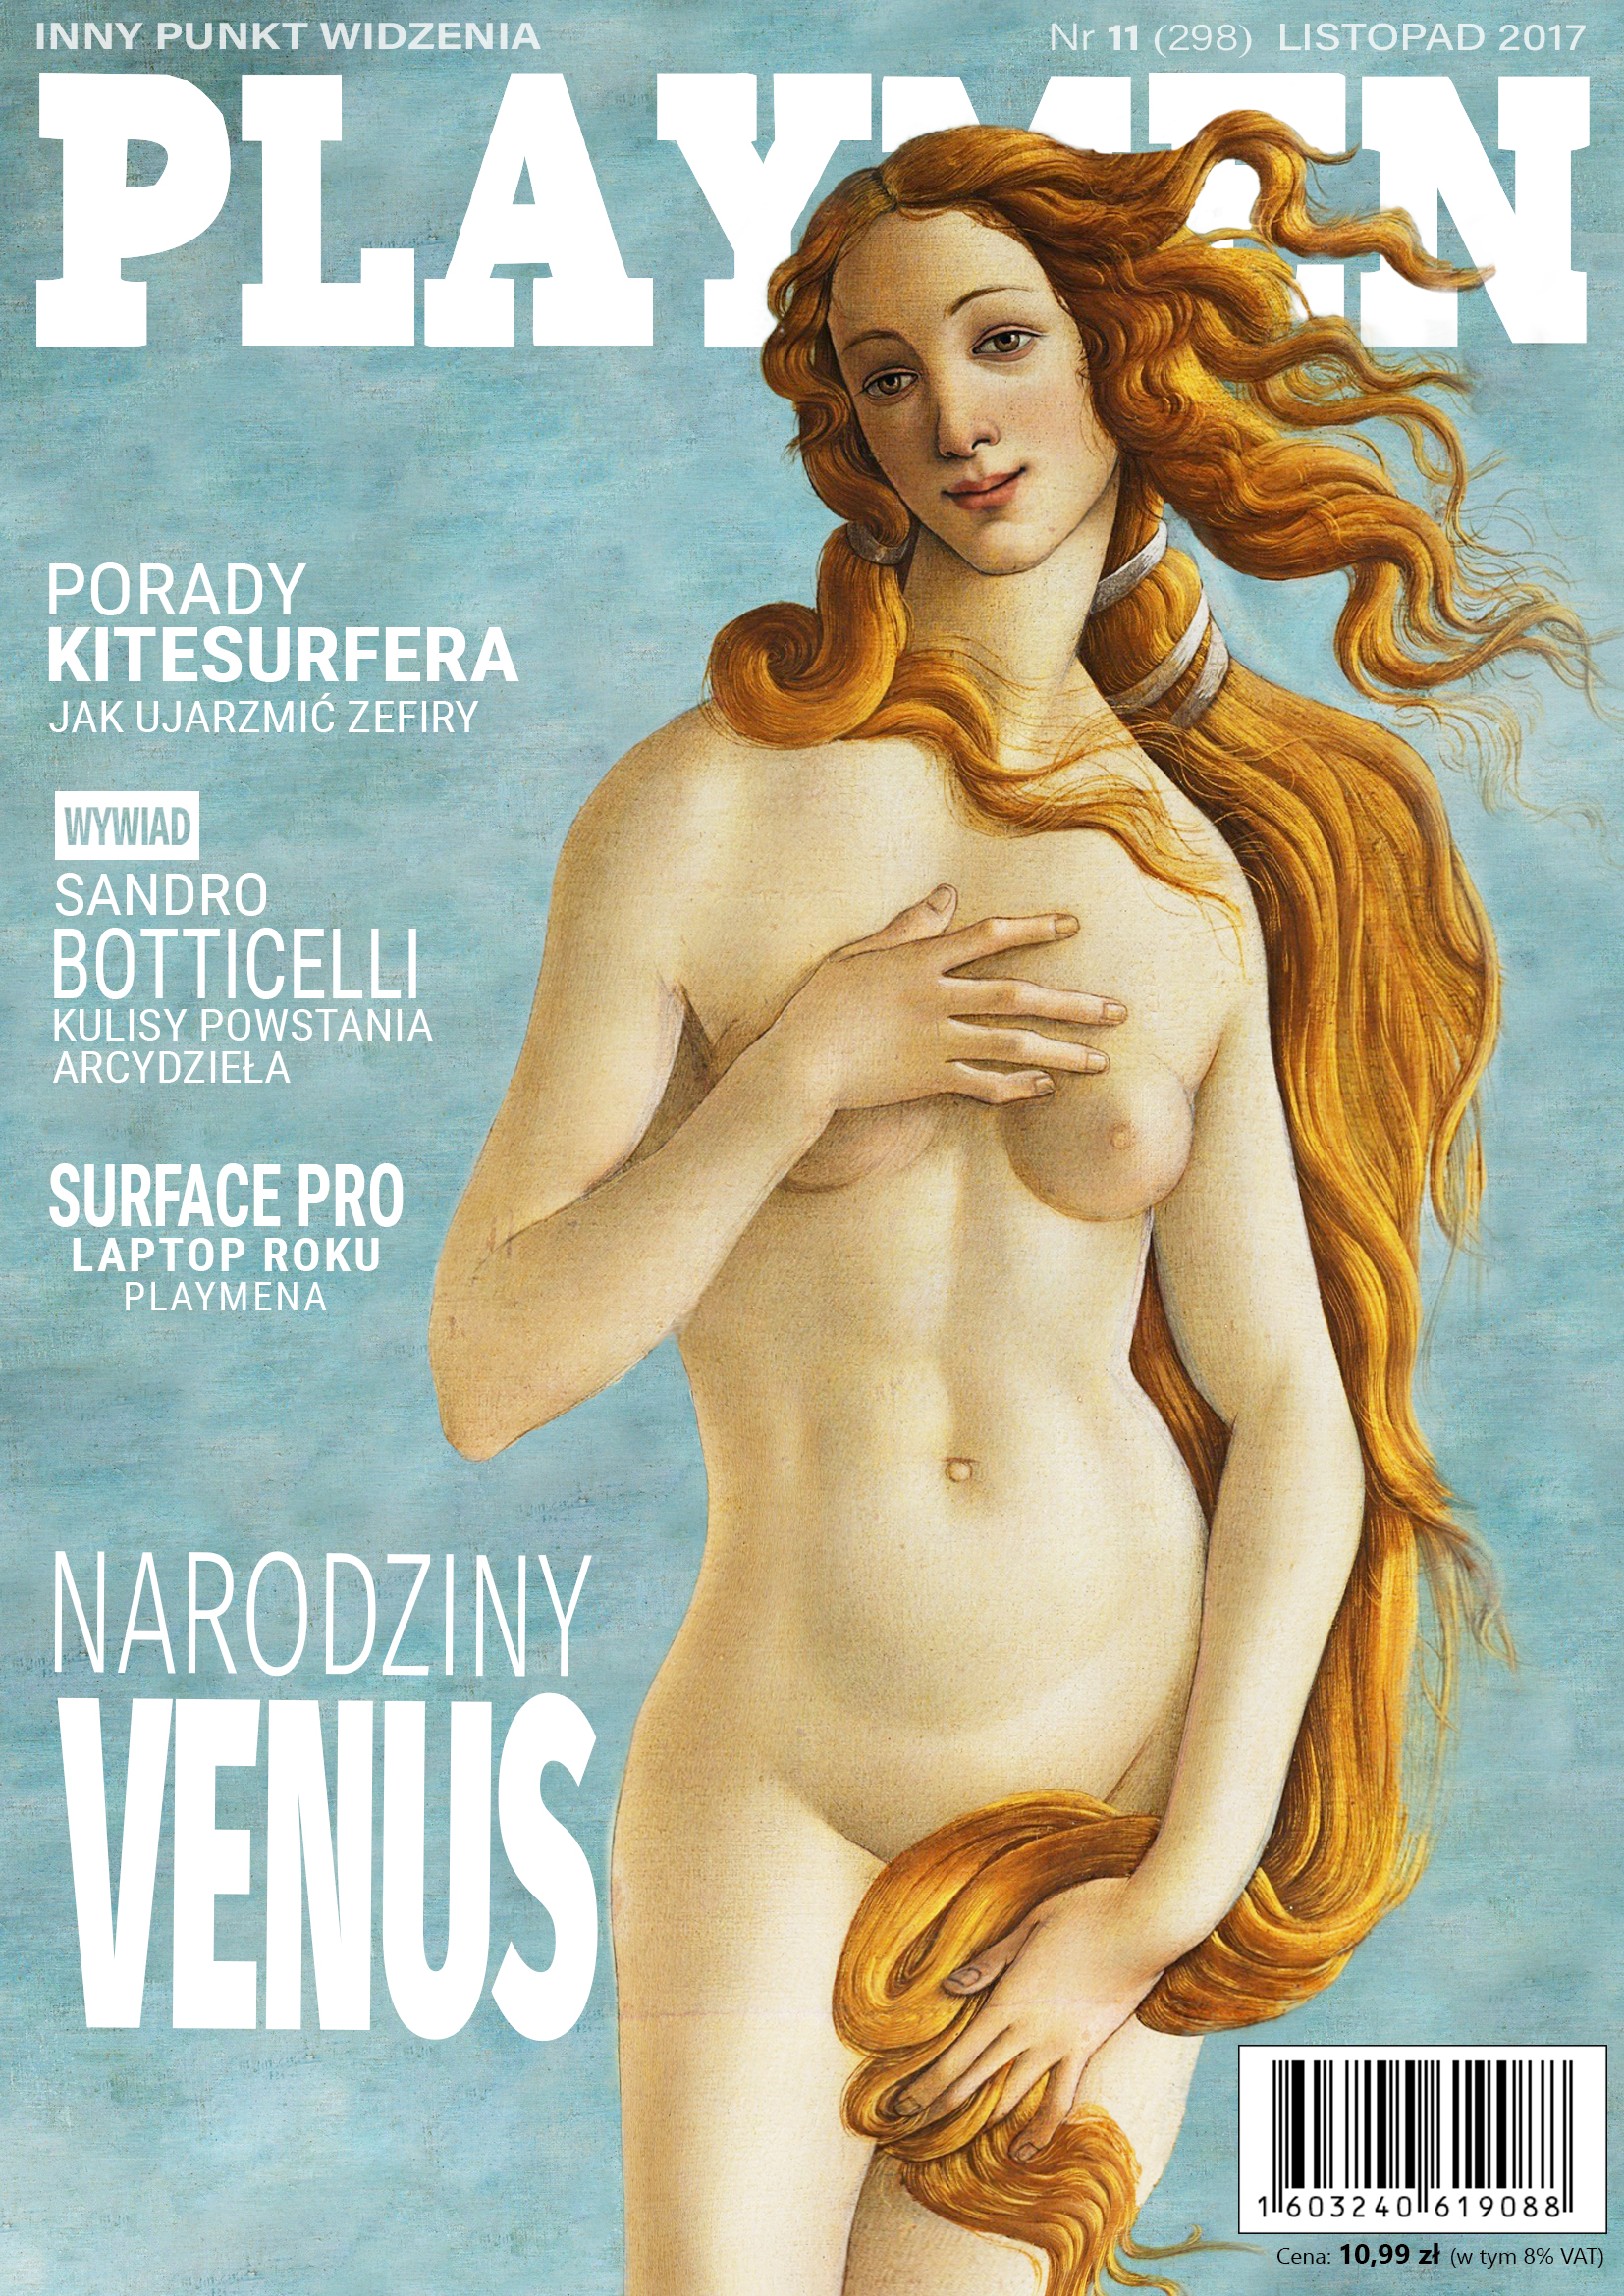 INNY PUNKT WIDZENIA
Nr 11 (298) LISTOPAD 2017
PLAYMEN
PORADY
KITESURFERA
JAK UJARZMIĆ ZEFIRY
WYWIAD
SANDRO
BOTTICELLI
KULISY POWSTANIA
ARCYDZIEŁA
SURFACE PRO
LAPTOP ROKU
PLAYMENA
NARODZINY
VENUS
1 603240 619088
Cena: 10,99 zł (w tym 8% VAT)